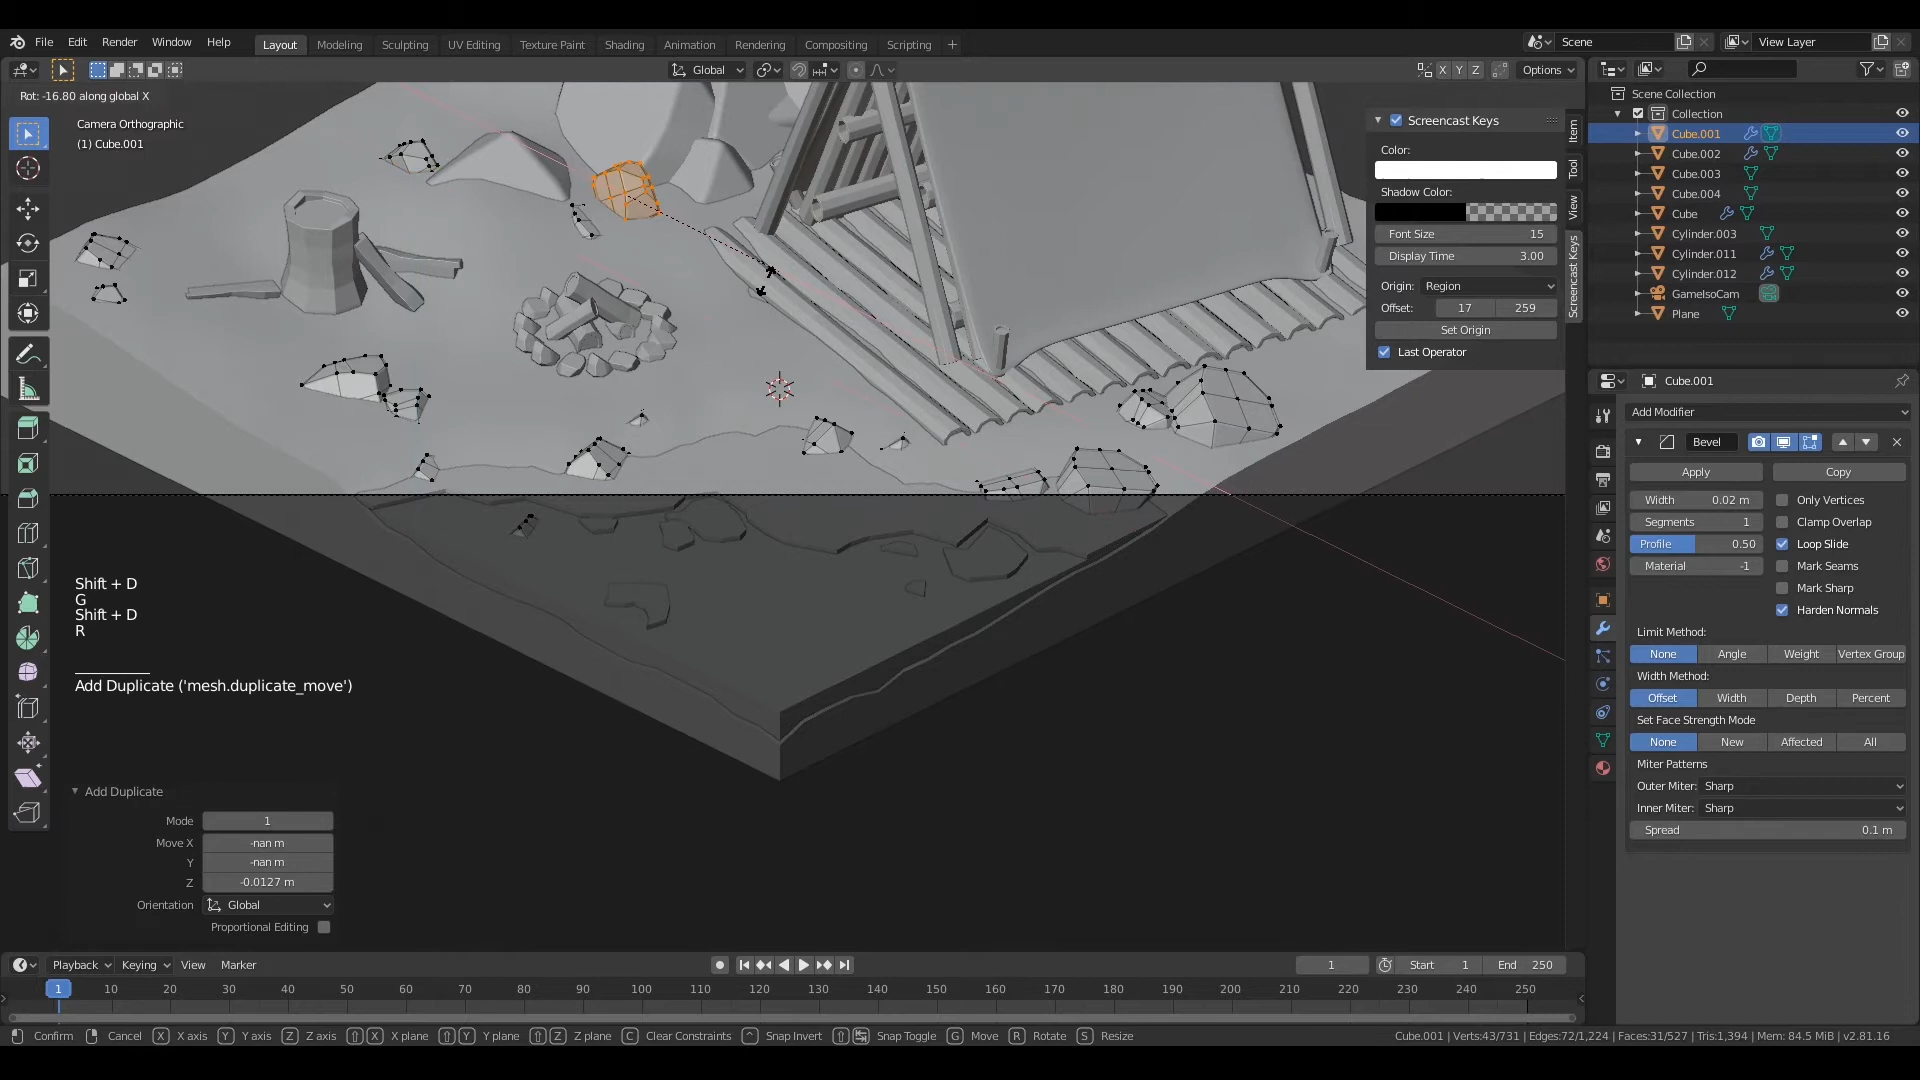 File Edit Render Window Help Layout Modeling Sculpting UV Editing Texture Paint Shading Animation Rendering Compositing Scripting + Scene View Layer
Global X Y Z Options
Rot: -16.80 along global X
Camera Orthographic
(1) Cube.001
Screencast Keys
Color:
Shadow Color:
Font Size 15
Display Time 3.00
Origin: Region
Offset: 17 259
Set Origin
Last Operator
Item
Tool
View
Screencast Keys
Scene Collection
Collection
Cube.001
Cube.002
Cube.003
Cube.004
Cube
Cylinder.003
Cylinder.011
Cylinder.012
GameIsoCam
Plane
Cube.001
Add Modifier
Bevel
Apply Copy
Width 0.02 m Only Vertices
Segments 1 Clamp Overlap
Profile 0.50 Loop Slide
Material -1 Mark Seams
Mark Sharp
Harden Normals
Limit Method:
None Angle Weight Vertex Group
Width Method:
Offset Width Depth Percent
Set Face Strength Mode
None New Affected All
Miter Patterns
Outer Miter: Sharp
Inner Miter: Sharp
Spread 0.1 m
Shift + D
G
Shift + D
R
Add Duplicate ('mesh.duplicate_move')
Add Duplicate
Mode 1
Move X -nan m
Y -nan m
Z -0.0127 m
Orientation Global
Proportional Editing
Playback Keying View Marker 1 Start 1 End 250
1 10 20 30 40 50 60 70 80 90 100 110 120 130 140 150 160 170 180 190 200 210 220 230 240 250
Confirm Cancel X X axis Y Y axis Z Z axis X X plane Y Y plane Z Z plane C Clear Constraints Snap Invert Snap Toggle G Move R Rotate S Resize Cube.001 | Verts:43/731 | Edges:72/1,224 | Faces:31/527 | Tris:1,394 | Mem: 84.5 MiB | v2.81.16